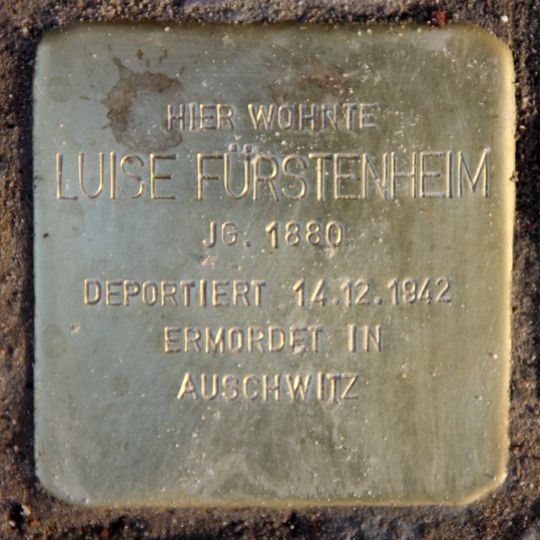 HIER WOHNTE
LUISE FÜRSTENHEIM
JG. 1880
DEPORTIERT 14.12.1942
ERMORDET IN
AUSCHWITZ